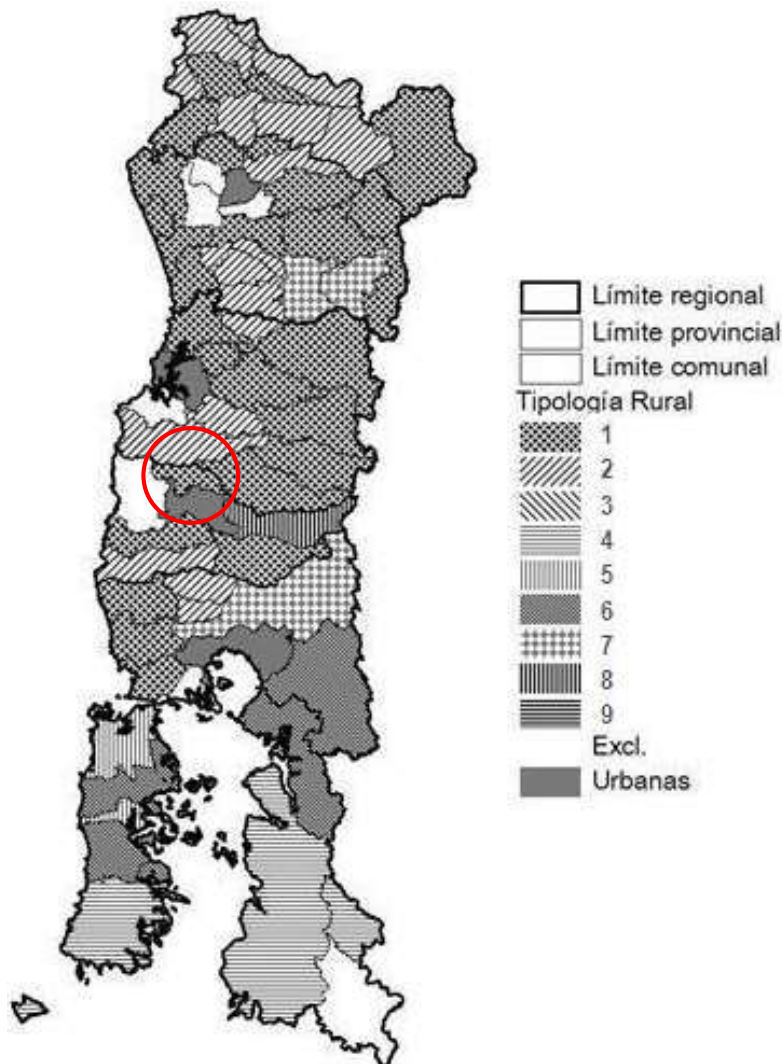 Límite regional
Límite provincial
Límite comunal
Tipología Rural
1
2
3
4
5
6
7
8
9
Excl.
Urbanas